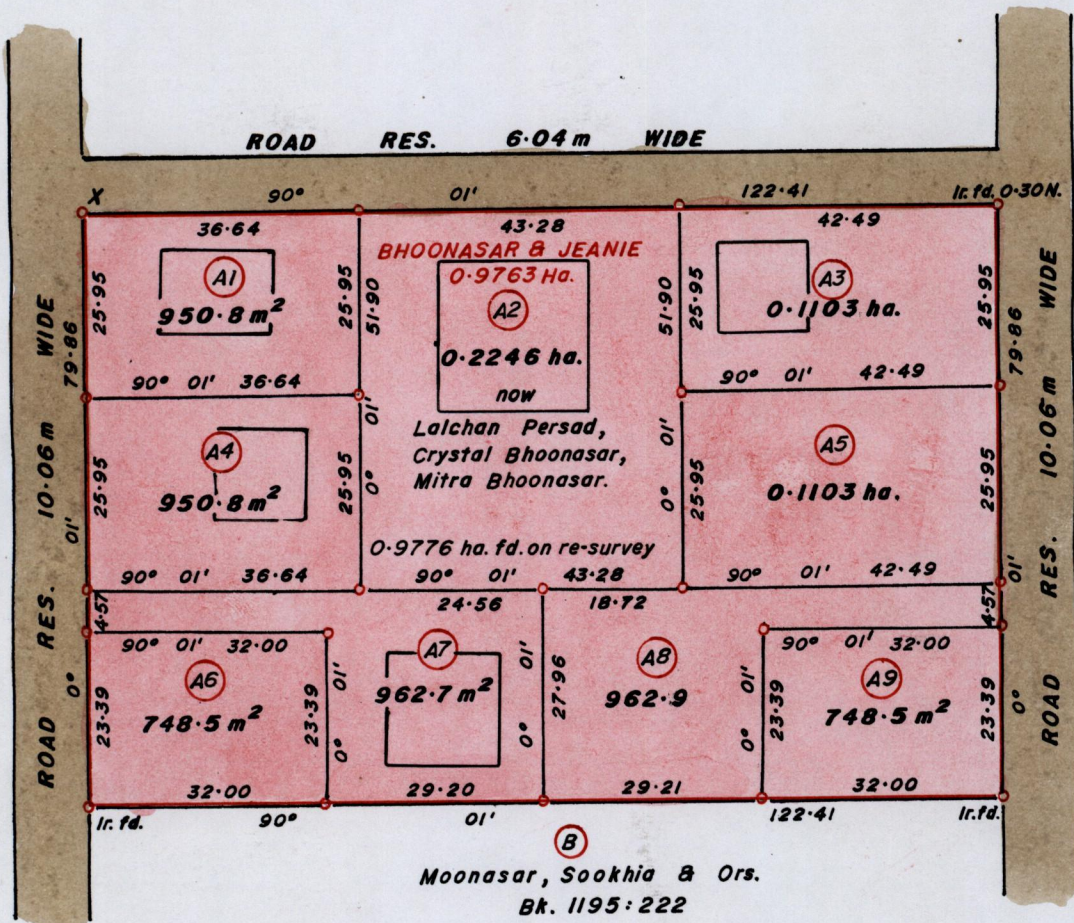 ROAD RES. 6·04 m WIDE
X 90° 01' 122·41 Ir. fd. 0·30N.
36·64 43·28 42·49
BHOONASAR & JEANIE
0·9763 Ha.
A1 A2 A3
950·8 m² 0·1103 ha.
0·2246 ha.
25·95 25·95 51·90 51·90 25·95 25·95
79·86 79·86
ROAD RES. 10·06m WIDE
ROAD RES. 10·06m WIDE
90° 01' 36·64 90° 01' 42·49
now
Lalchan Persad,
Crystal Bhoonasar,
Mitra Bhoonasar.
A4 A5
950·8 m² 0·1103 ha.
25·95 25·95 25·95 25·95
0° 01' 0° 01' 0° 01' 0° 01'
0·9776 ha. fd. on re-survey
90° 01' 36·64 90° 01' 43·28 90° 01' 42·49
4·57 24·56 18·72 4·57
90° 01' 32·00 90° 01' 32·00
A6 A7 A8 A9
748·5 m² 962·7 m² 962·9 748·5 m²
23·39 23·39 0° 01' 0° 01' 27·96 0° 01' 23·39 23·39
32·00 29·20 29·21 32·00
Ir. fd. 90° 01' 122·41 Ir. fd.
B
Moonasar, Sookhia & Ors.
Bk. 1195:222